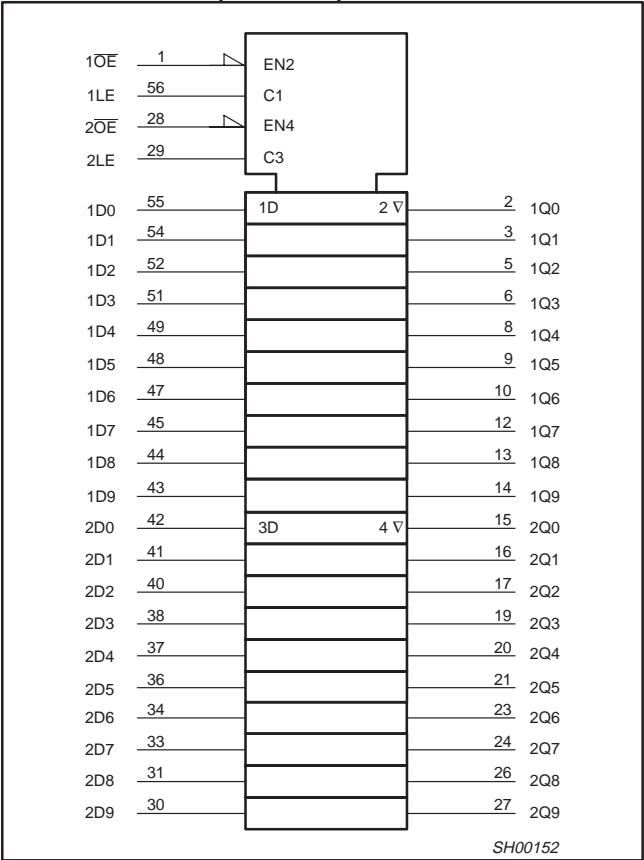 1O̅E̅ 1 EN2
1LE 56 C1
2O̅E̅ 28 EN4
2LE 29 C3
1D0 55 1D 2 ∇ 2 1Q0
1D1 54 3 1Q1
1D2 52 5 1Q2
1D3 51 6 1Q3
1D4 49 8 1Q4
1D5 48 9 1Q5
1D6 47 10 1Q6
1D7 45 12 1Q7
1D8 44 13 1Q8
1D9 43 14 1Q9
2D0 42 3D 4 ∇ 15 2Q0
2D1 41 16 2Q1
2D2 40 17 2Q2
2D3 38 19 2Q3
2D4 37 20 2Q4
2D5 36 21 2Q5
2D6 34 23 2Q6
2D7 33 24 2Q7
2D8 31 26 2Q8
2D9 30 27 2Q9
SH00152